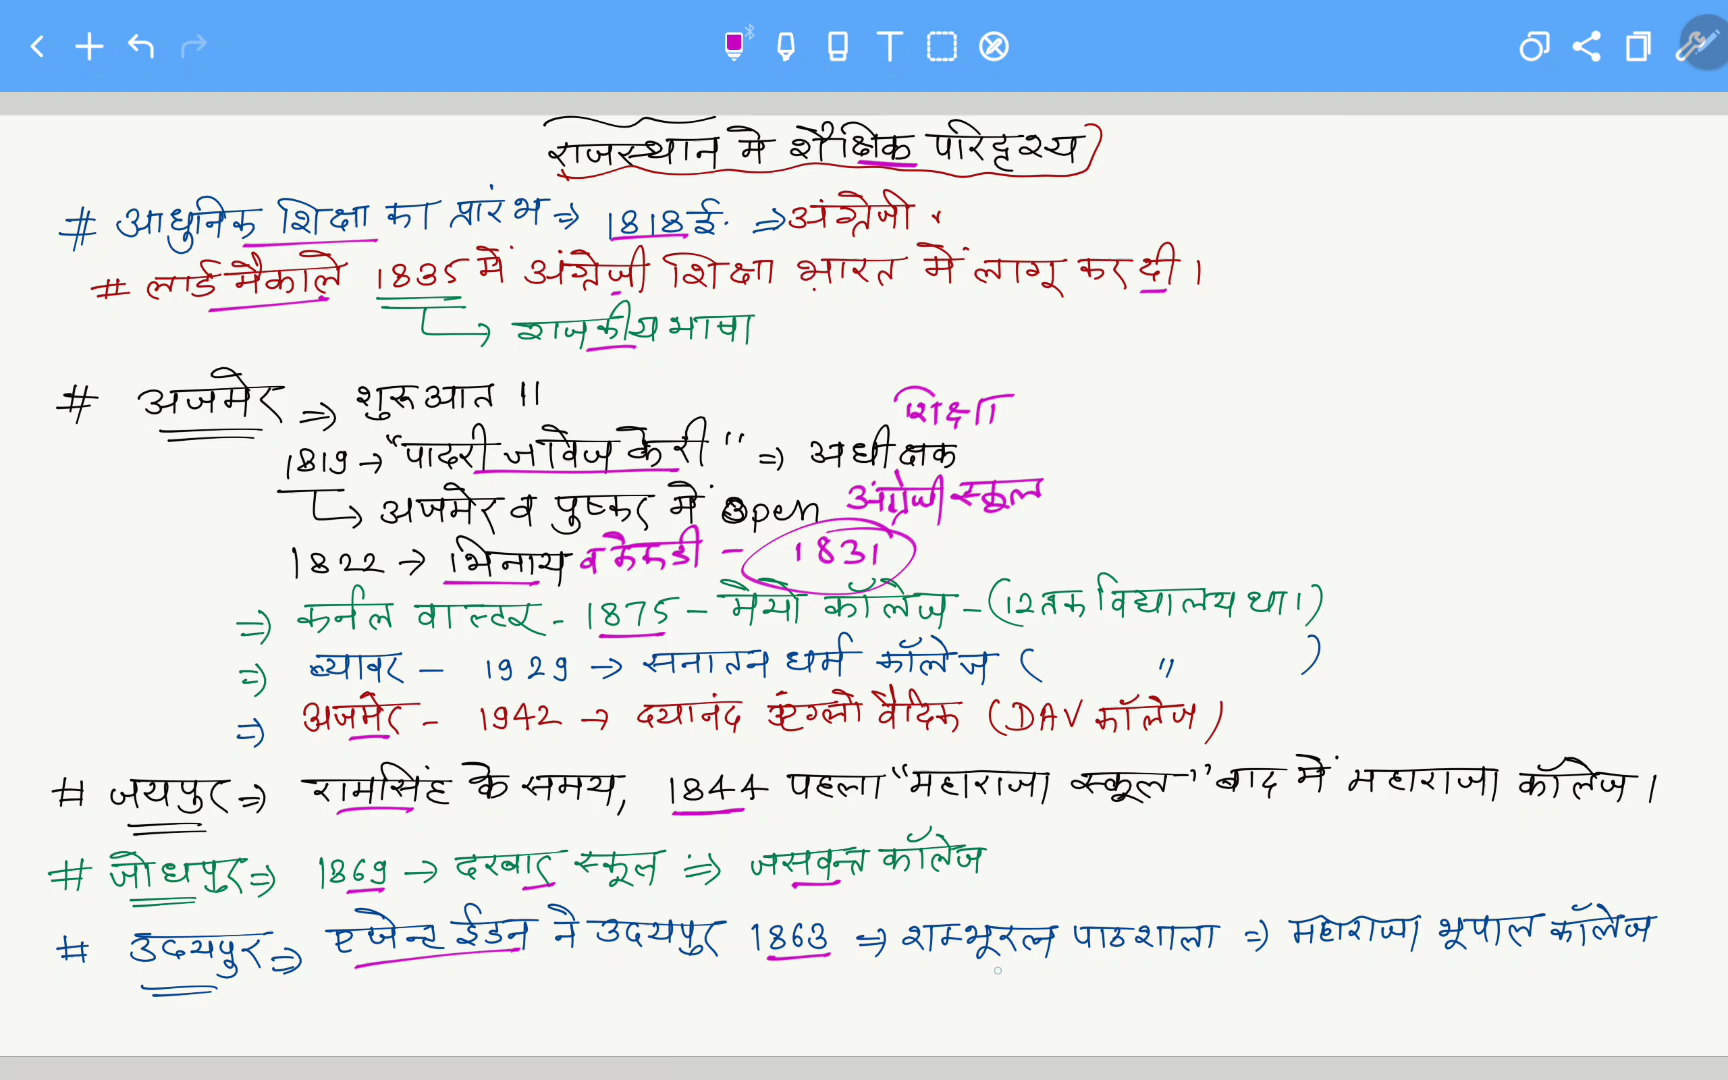 राजस्थान मे शैक्षिक परिदृश्य
# आधुनिक शिक्षा का प्रारंभ ⇒ 1818ई. ⇒ अंग्रेजी
# लार्ड मैकाले 1835 में अंग्रेजी शिक्षा भारत में लागू कर दी।
राजकीय भाषा
# अजमेर ⇒ शुरूआत ॥
शिक्षा
1819 → "पादरी जॉवेज केरी" ⇒ अधीक्षक
अजमेर व पुष्कर में open अंग्रेजी स्कूल
1822 → भिनाय व केकडी - 1831
⇒ कर्नल वाल्टर - 1875 - मेयो कॉलेज - (12 तक विद्यालय था।)
⇒ ब्यावर - 1929 → सनातन धर्म कॉलेज ( " )
⇒ अजमेर - 1942 → दयानंद एंग्लो वैदिक (DAV कॉलेज)
# जयपुर ⇒ रामसिंह के समय, 1844 पहला "महाराजा स्कूल" बाद में महाराजा कॉलेज।
# जोधपुर ⇒ 1869 → दरबार स्कूल ⇒ जसवन्त कॉलेज
# उदयपुर ⇒ एजेन्ट ईडन ने उदयपुर 1863 ⇒ शम्भूरत्न पाठशाला ⇒ महाराजा भूपाल कॉलेज